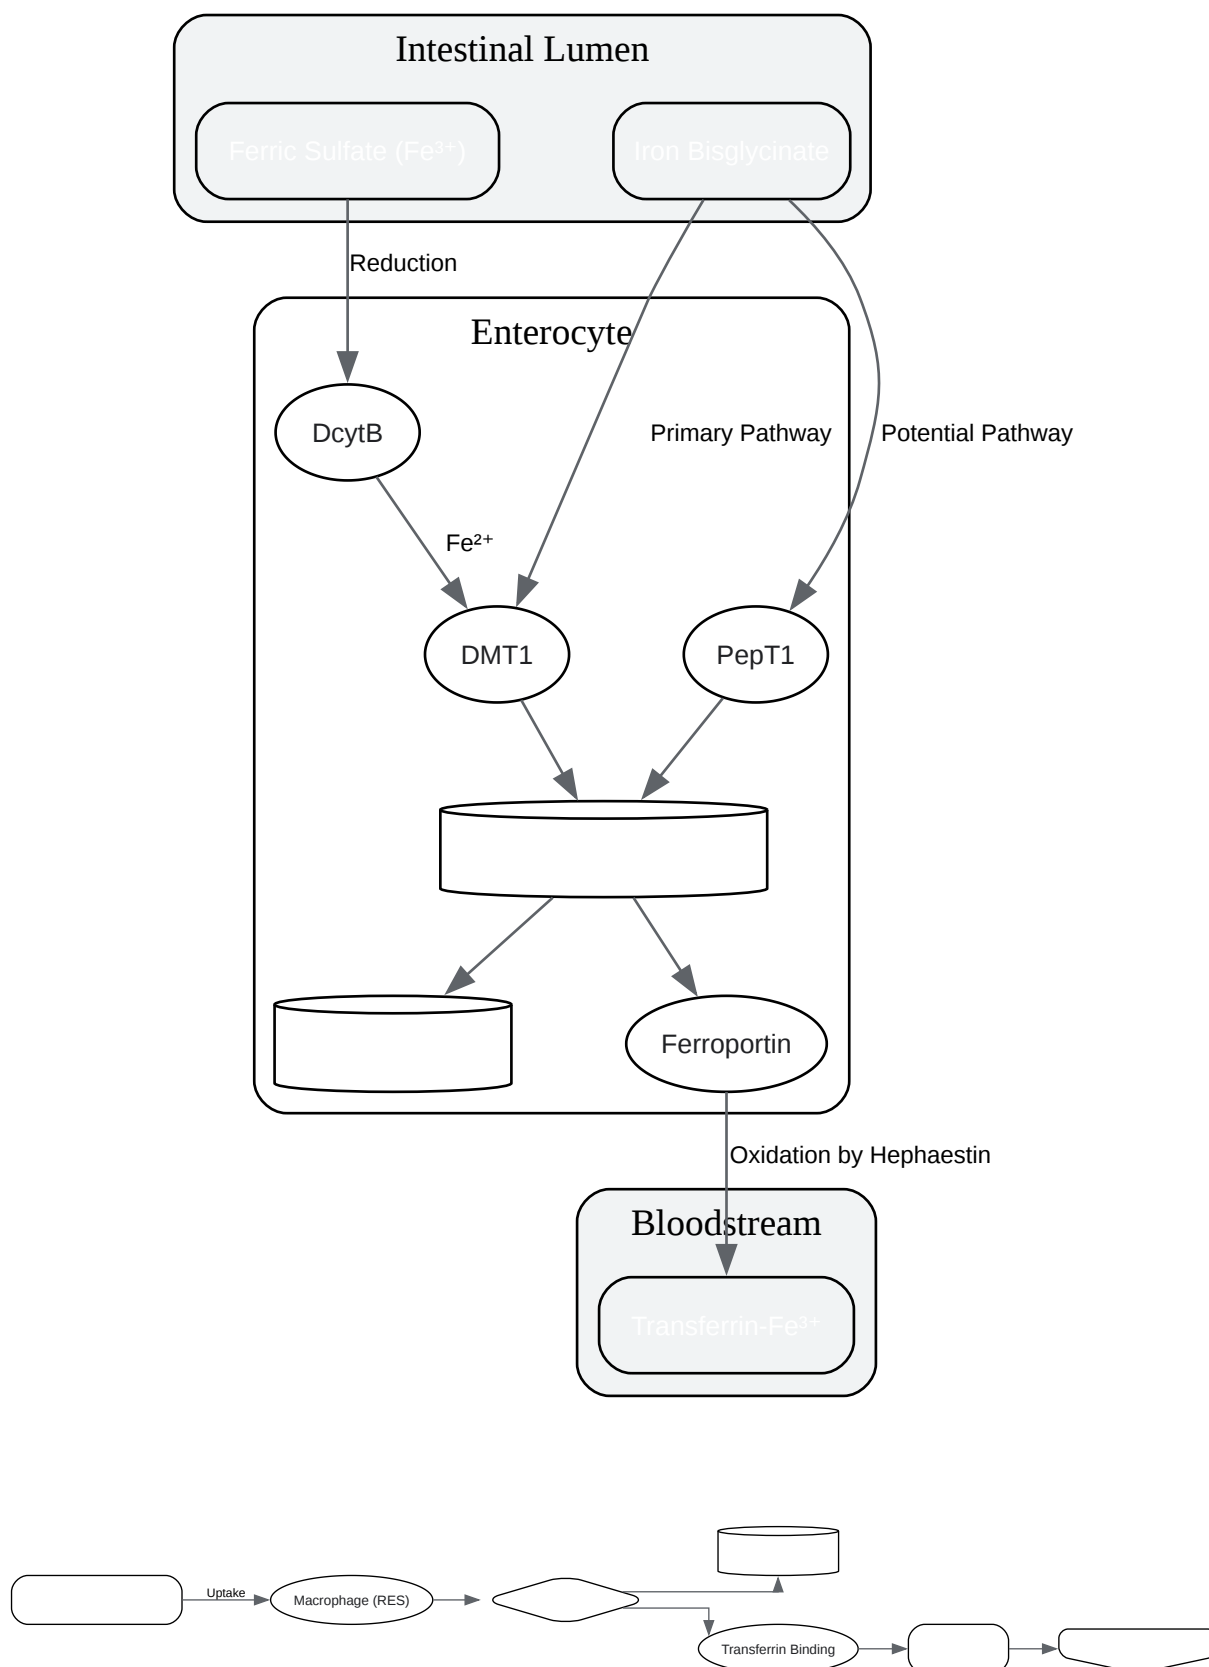 Intestinal Lumen
Ferric Sulfate (Fe³⁺)
Iron Bisglycinate
Reduction
Enterocyte
DcytB
Primary Pathway
Potential Pathway
Fe²⁺
DMT1
PepT1
Ferroportin
Oxidation by Hephaestin
Bloodstream
Transferrin-Fe³⁺
Uptake
Macrophage (RES)
Transferrin Binding